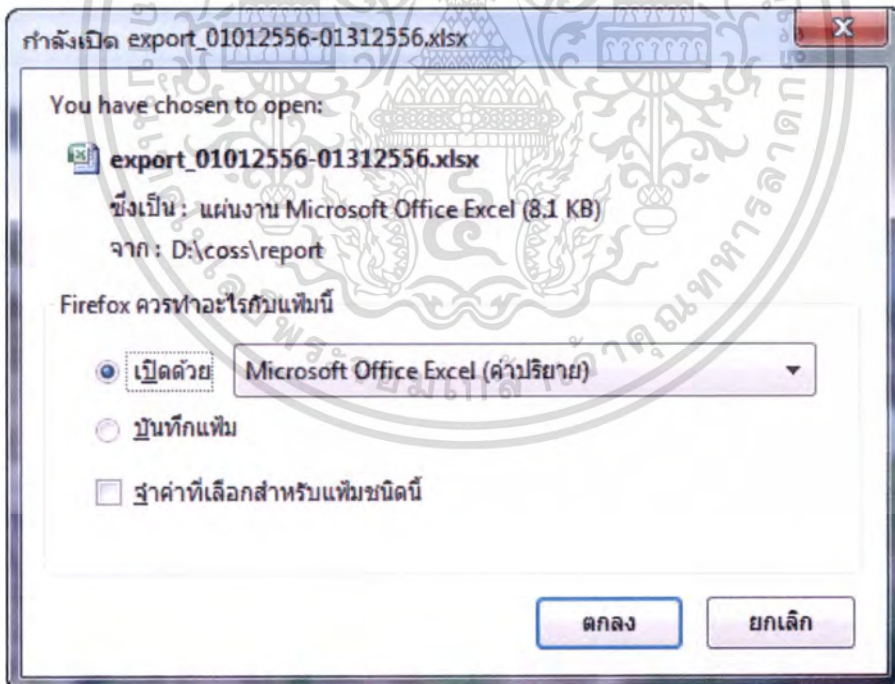 กำลังเปิด export_01012556-01312556.xlsx
You have chosen to open:
export_01012556-01312556.xlsx
ซึ่งเป็น : แผ่นงาน Microsoft Office Excel (8.1 KB)
จาก : D:\coss\report
Firefox ควรทำอะไรกับแฟ้มนี้
เปิดด้วย Microsoft Office Excel (ค่าปริยาย)
บันทึกแฟ้ม
จำค่าที่เลือกสำหรับแฟ้มชนิดนี้
ตกลง ยกเลิก